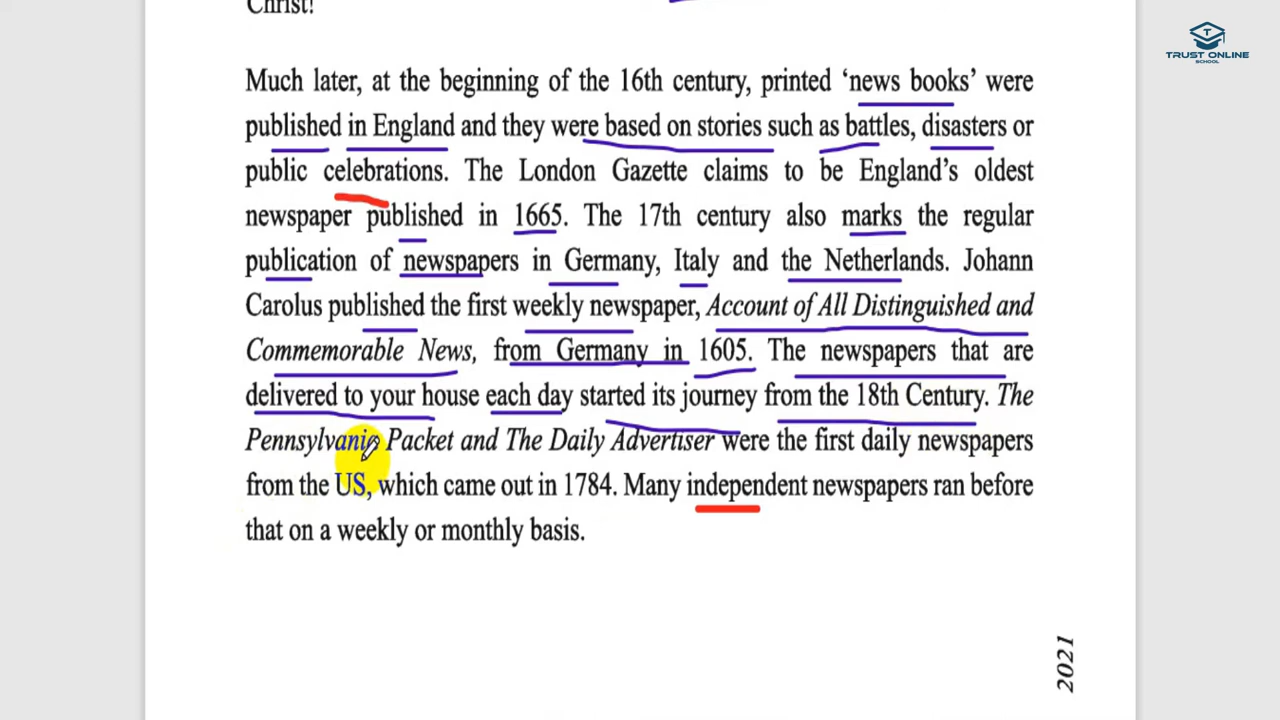 Christ!
TRUST ONLINE
SCHOOL
Much later, at the beginning of the 16th century, printed ‘news books’ were
published in England and they were based on stories such as battles, disasters or
public celebrations. The London Gazette claims to be England’s oldest
newspaper published in 1665. The 17th century also marks the regular
publication of newspapers in Germany, Italy and the Netherlands. Johann
Carolus published the first weekly newspaper, Account of All Distinguished and
Commemorable News, from Germany in 1605. The newspapers that are
delivered to your house each day started its journey from the 18th Century. The
Pennsylvania Packet and The Daily Advertiser were the first daily newspapers
from the US, which came out in 1784. Many independent newspapers ran before
that on a weekly or monthly basis.
2021